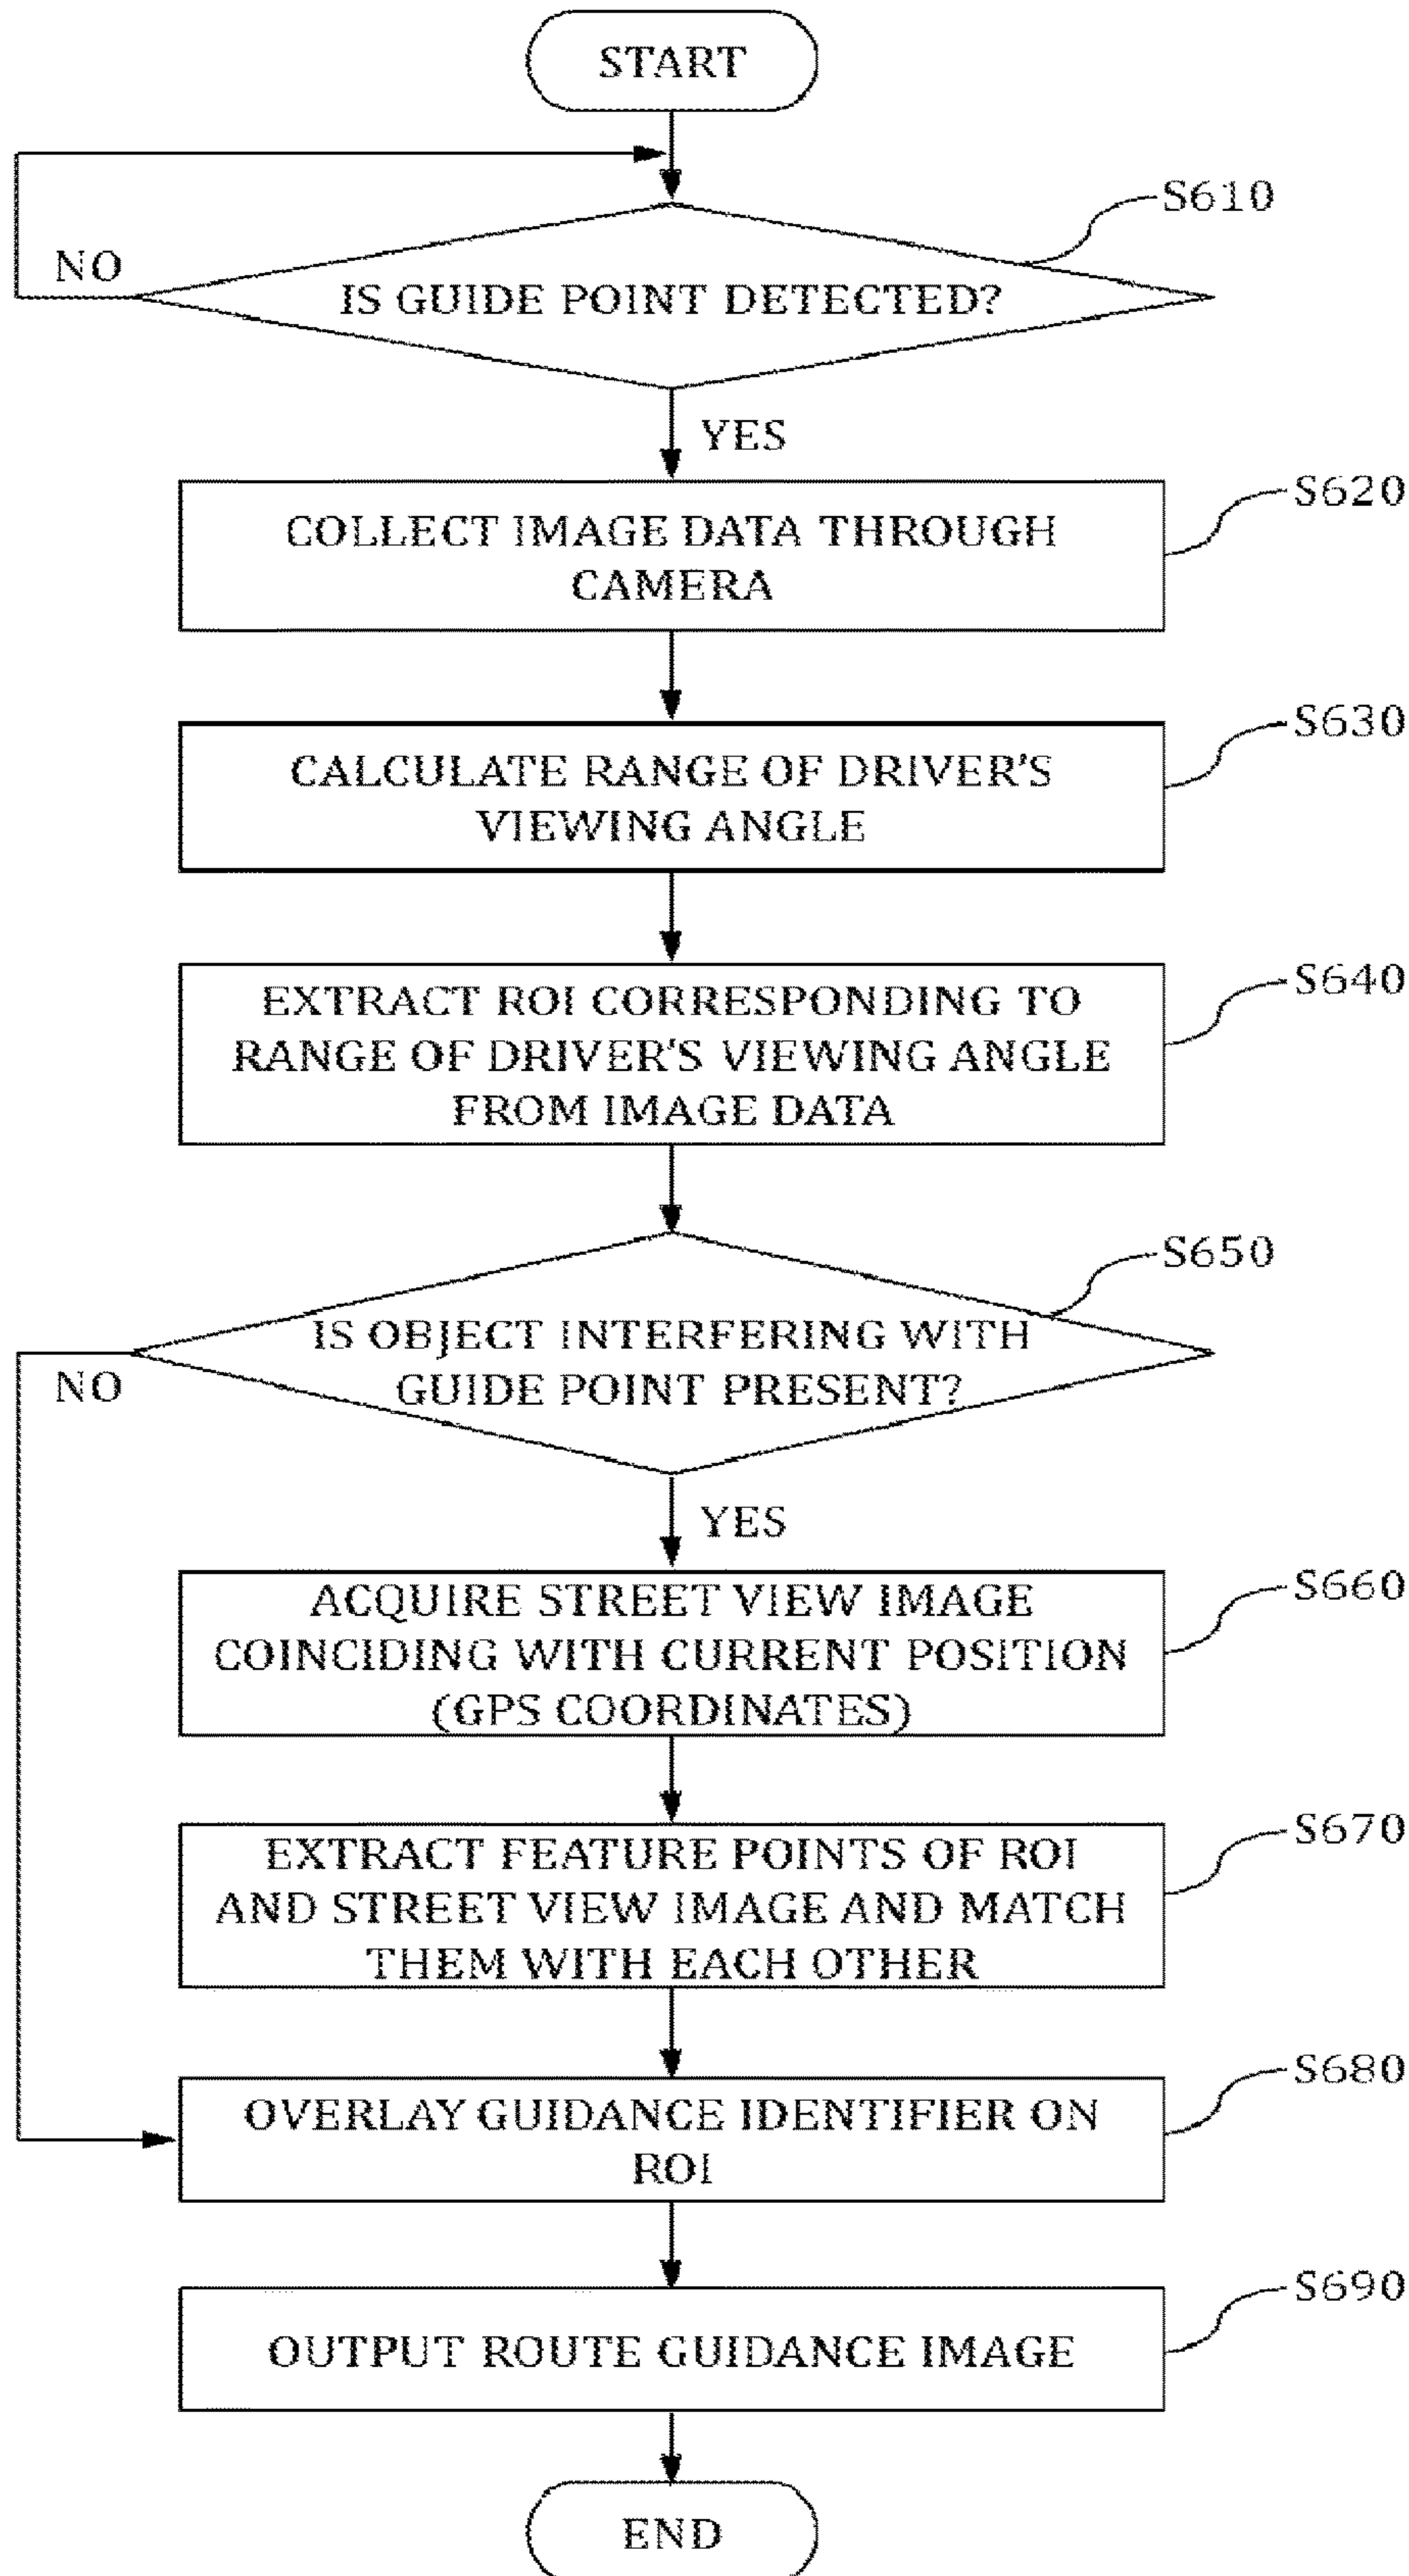 START
S610
NO
IS GUIDE POINT DETECTED?
YES
S620
COLLECT IMAGE DATA THROUGH
CAMERA
S630
CALCULATE RANGE OF DRIVER'S
VIEWING ANGLE
S640
EXTRACT ROI CORRESPONDING TO
RANGE OF DRIVER'S VIEWING ANGLE
FROM IMAGE DATA
S650
IS OBJECT INTERFERING WITH
GUIDE POINT PRESENT?
NO
YES
S660
ACQUIRE STREET VIEW IMAGE
COINCIDING WITH CURRENT POSITION
(GPS COORDINATES)
S670
EXTRACT FEATURE POINTS OF ROI
AND STREET VIEW IMAGE AND MATCH
THEM WITH EACH OTHER
S680
OVERLAY GUIDANCE IDENTIFIER ON
ROI
S690
OUTPUT ROUTE GUIDANCE IMAGE
END